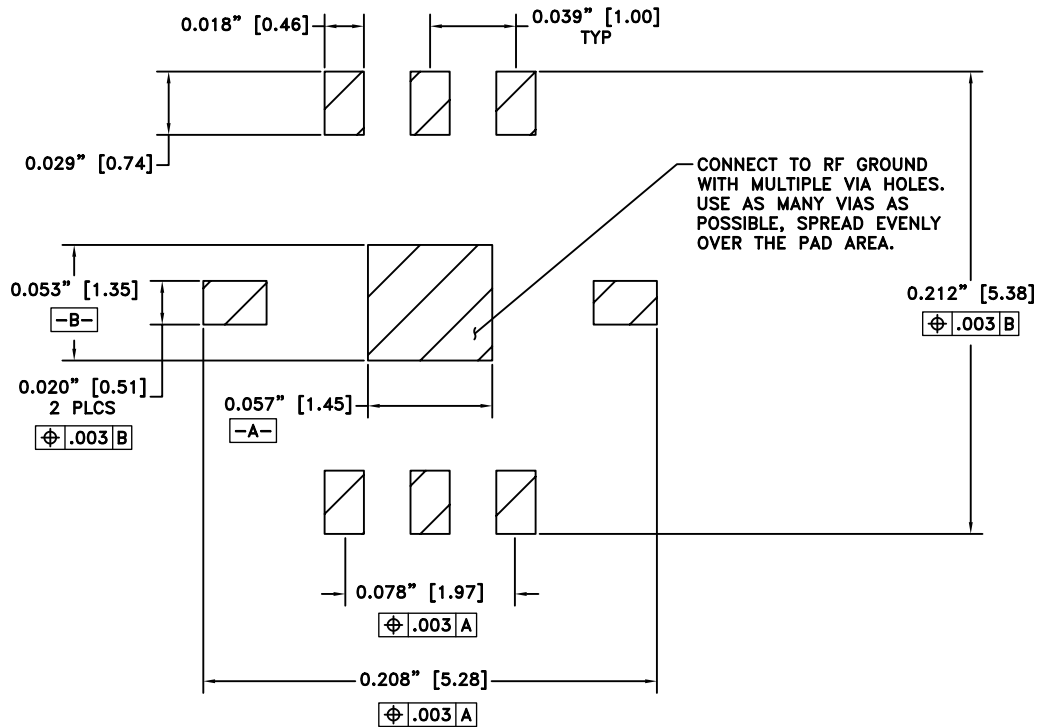 0.018” [0.46]
0.039” [1.00]
TYP
0.029” [0.74]
CONNECT TO RF GROUND
WITH MULTIPLE VIA HOLES.
USE AS MANY VIAS AS
POSSIBLE, SPREAD EVENLY
OVER THE PAD AREA.
0.053” [1.35]
-B-
0.212” [5.38]
⌖ .003 B
0.020” [0.51]
2 PLCS
⌖ .003 B
0.057” [1.45]
-A-
0.078” [1.97]
⌖ .003 A
0.208” [5.28]
⌖ .003 A